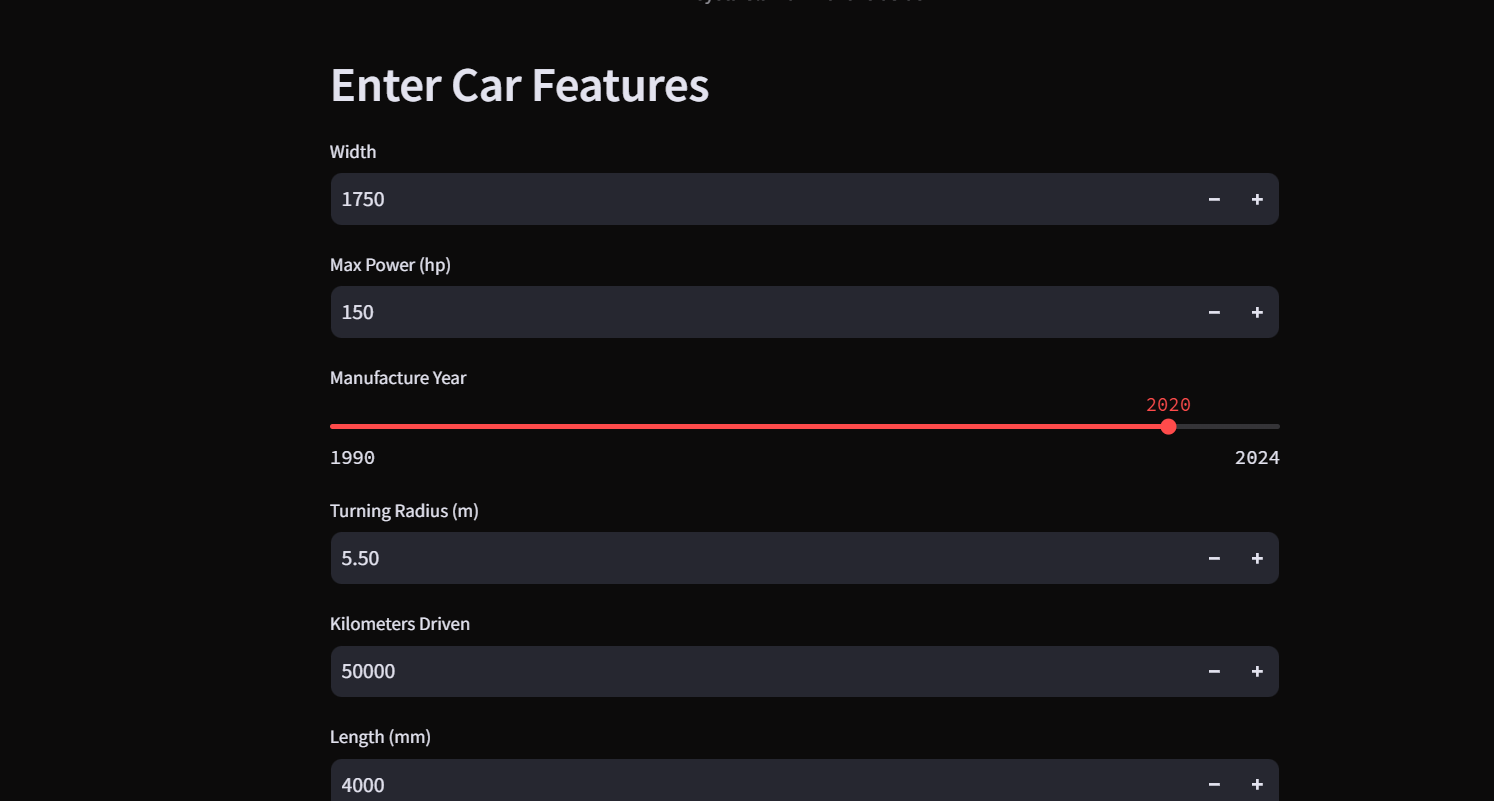 Enter Car Features
Width
1750
Max Power (hp)
150
Manufacture Year
2020
1990
2024
Turning Radius (m)
5.50
Kilometers Driven
50000
Length (mm)
4000